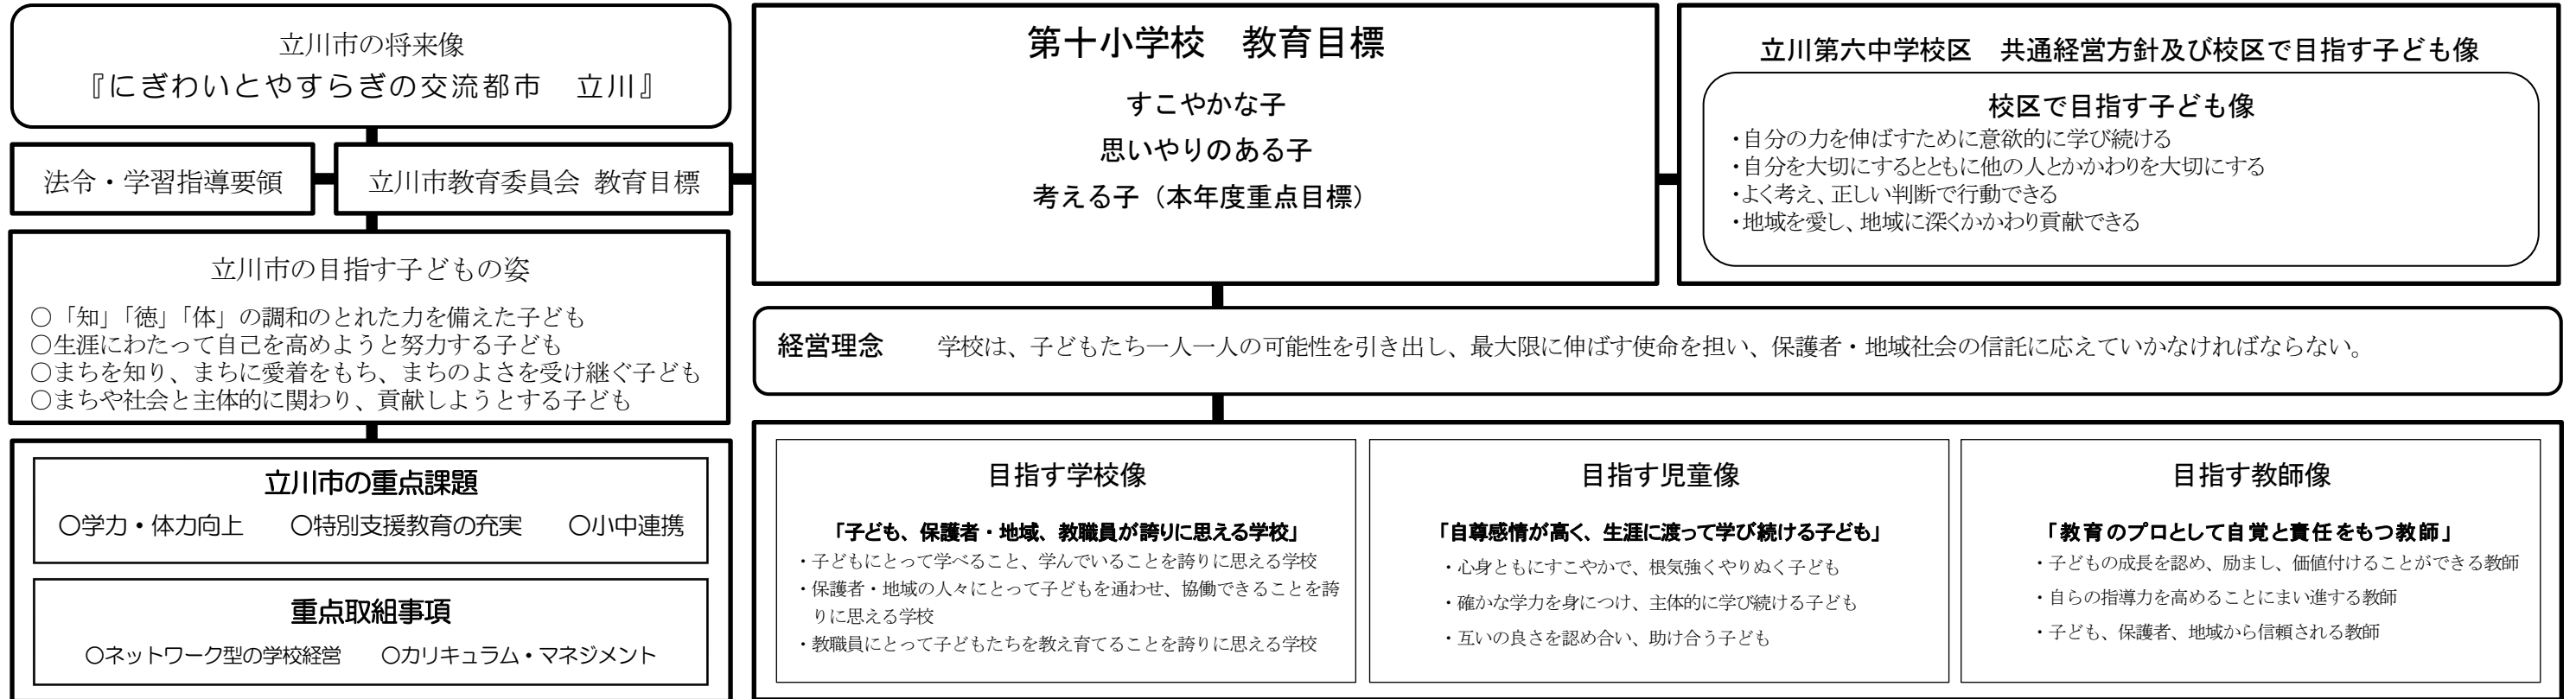 立川市の将来像
『にぎわいとやすらぎの交流都市　立川』
法令・学習指導要領
立川市教育委員会 教育目標
立川市の目指す子どもの姿
○「知」「徳」「体」の調和のとれた力を備えた子ども
○生涯にわたって自己を高めようと努力する子ども
○まちを知り、まちに愛着をもち、まちのよさを受け継ぐ子ども
○まちや社会と主体的に関わり、貢献しようとする子ども
立川市の重点課題
○学力・体力向上　　○特別支援教育の充実　　○小中連携
重点取組事項
○ネットワーク型の学校経営　　○カリキュラム・マネジメント
第十小学校　教育目標
すこやかな子
思いやりのある子
考える子（本年度重点目標）
立川第六中学校区　共通経営方針及び校区で目指す子ども像
校区で目指す子ども像
・自分の力を伸ばすために意欲的に学び続ける
・自分を大切にするとともに他の人とかかわりを大切にする
・よく考え、正しい判断で行動できる
・地域を愛し、地域に深くかかわり貢献できる
経営理念　　学校は、子どもたち一人一人の可能性を引き出し、最大限に伸ばす使命を担い、保護者・地域社会の信託に応えていかなければならない。
目指す学校像
「子ども、保護者・地域、教職員が誇りに思える学校」
・子どもにとって学べること、学んでいることを誇りに思える学校
・保護者・地域の人々にとって子どもを通わせ、協働できることを誇
りに思える学校
・教職員にとって子どもたちを教え育てることを誇りに思える学校
目指す児童像
「自尊感情が高く、生涯に渡って学び続ける子ども」
・心身ともにすこやかで、根気強くやりぬく子ども
・確かな学力を身につけ、主体的に学び続ける子ども
・互いの良さを認め合い、助け合う子ども
目指す教師像
「教育のプロとして自覚と責任をもつ教師」
・子どもの成長を認め、励まし、価値付けることができる教師
・自らの指導力を高めることにまい進する教師
・子ども、保護者、地域から信頼される教師